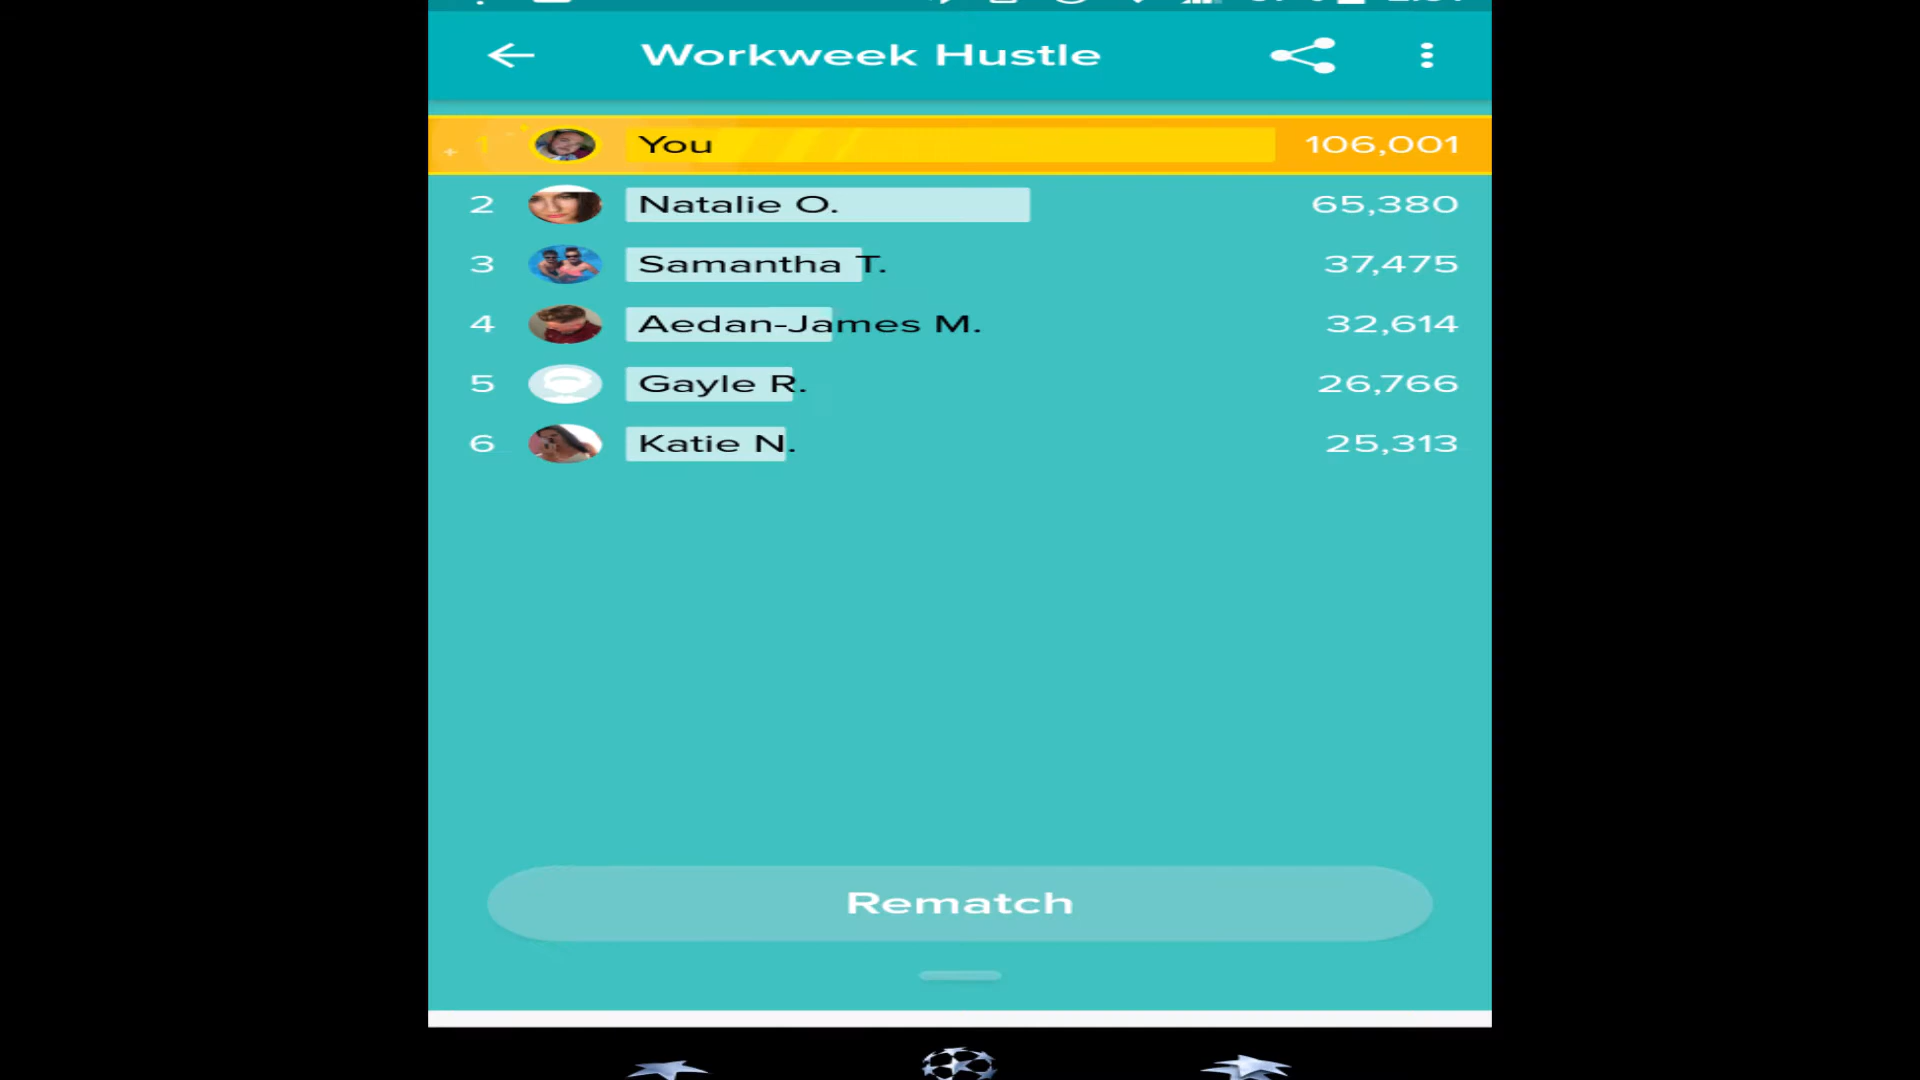 Workweek Hustle
1 You 106,001
2 Natalie O. 65,380
3 Samantha T. 37,475
4 Aedan-James M. 32,614
5 Gayle R. 26,766
6 Katie N. 25,313
Rematch